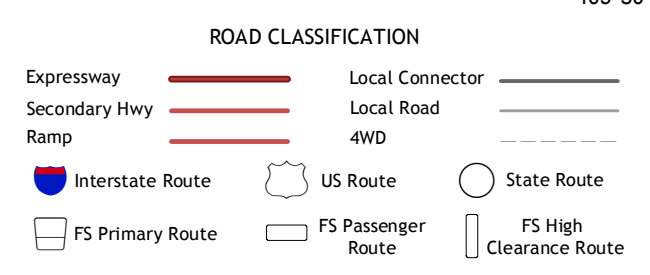 ROAD CLASSIFICATION
Expressway
Local Connector
Secondary Hwy
Local Road
Ramp
4WD
Interstate Route
US Route
State Route
FS Primary Route
FS Passenger
Route
FS High
Clearance Route